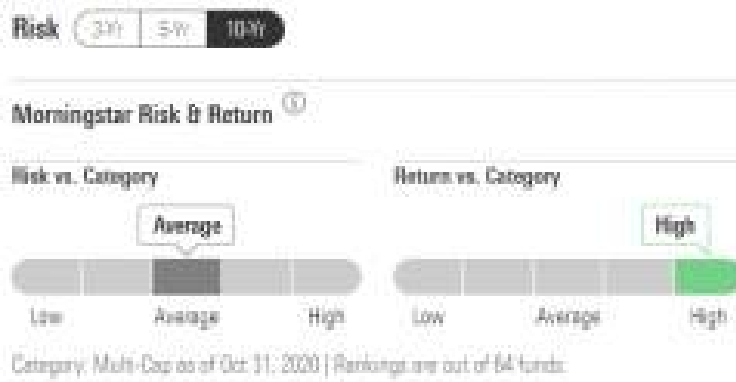 Risk 3-Yr 5-Yr 10-Yr
Morningstar Risk & Return
Risk vs. Category Return vs. Category
Average High
Low Average High Low Average High
Category: Multi-Cap as of Oct 31, 2020 | Rankings are out of 64 funds.